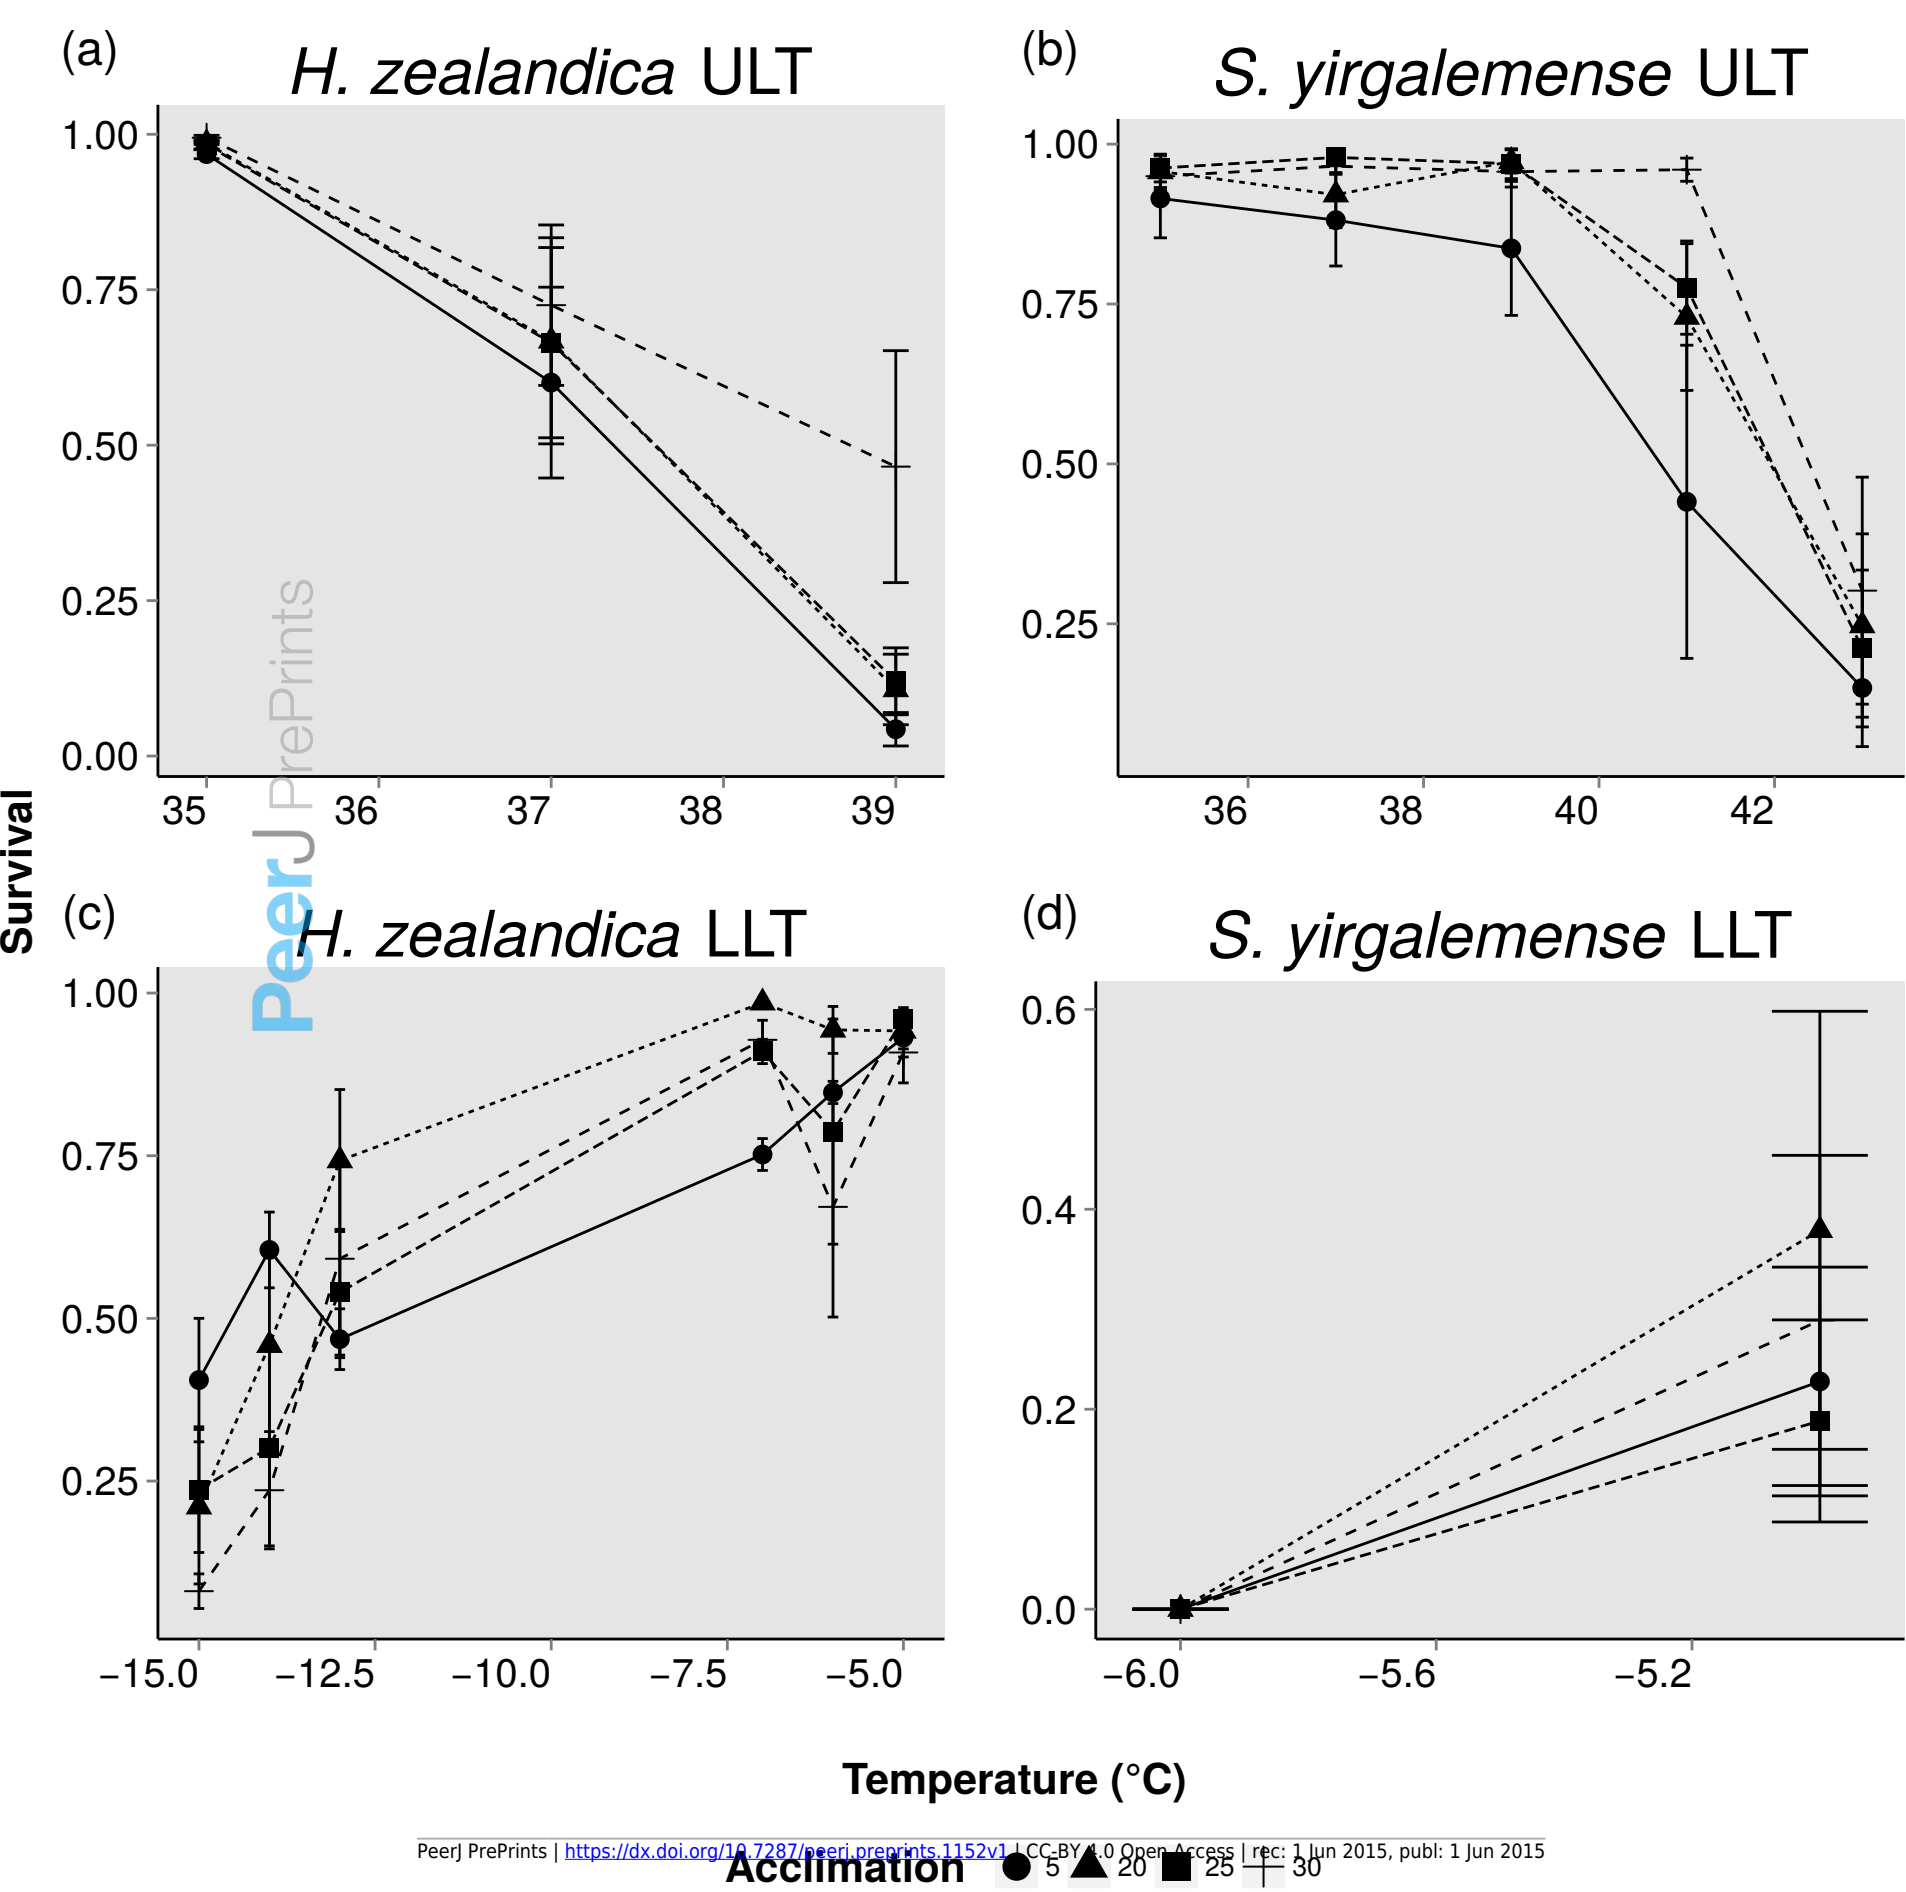 (a)
H. zealandica ULT
1.00
0.75
0.50
0.25
0.00
35 36 37 38 39
(b)
S. yirgalemense ULT
1.00
0.75
0.50
0.25
36 38 40 42
Survival
PeerJ PrePrints
(c)
H. zealandica LLT
1.00
0.75
0.50
0.25
−15.0 −12.5 −10.0 −7.5 −5.0
(d)
S. yirgalemense LLT
0.6
0.4
0.2
0.0
−6.0 −5.6 −5.2
Temperature (°C)
PeerJ PrePrints | https://dx.doi.org/10.7287/peerj.preprints.1152v1 | CC-BY 4.0 Open Access | rec: 1 Jun 2015, publ: 1 Jun 2015
Acclimation 5 20 25 30